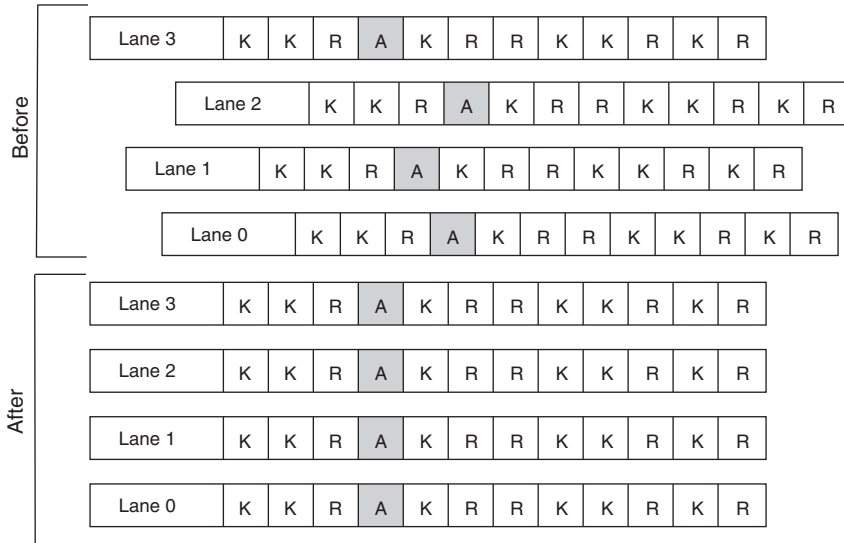 Before
Lane 3 K K R A K R R K K R K R
Lane 2 K K R A K R R K K R K R
Lane 1 K K R A K R R K K R K R
Lane 0 K K R A K R R K K R K R
After
Lane 3 K K R A K R R K K R K R
Lane 2 K K R A K R R K K R K R
Lane 1 K K R A K R R K K R K R
Lane 0 K K R A K R R K K R K R